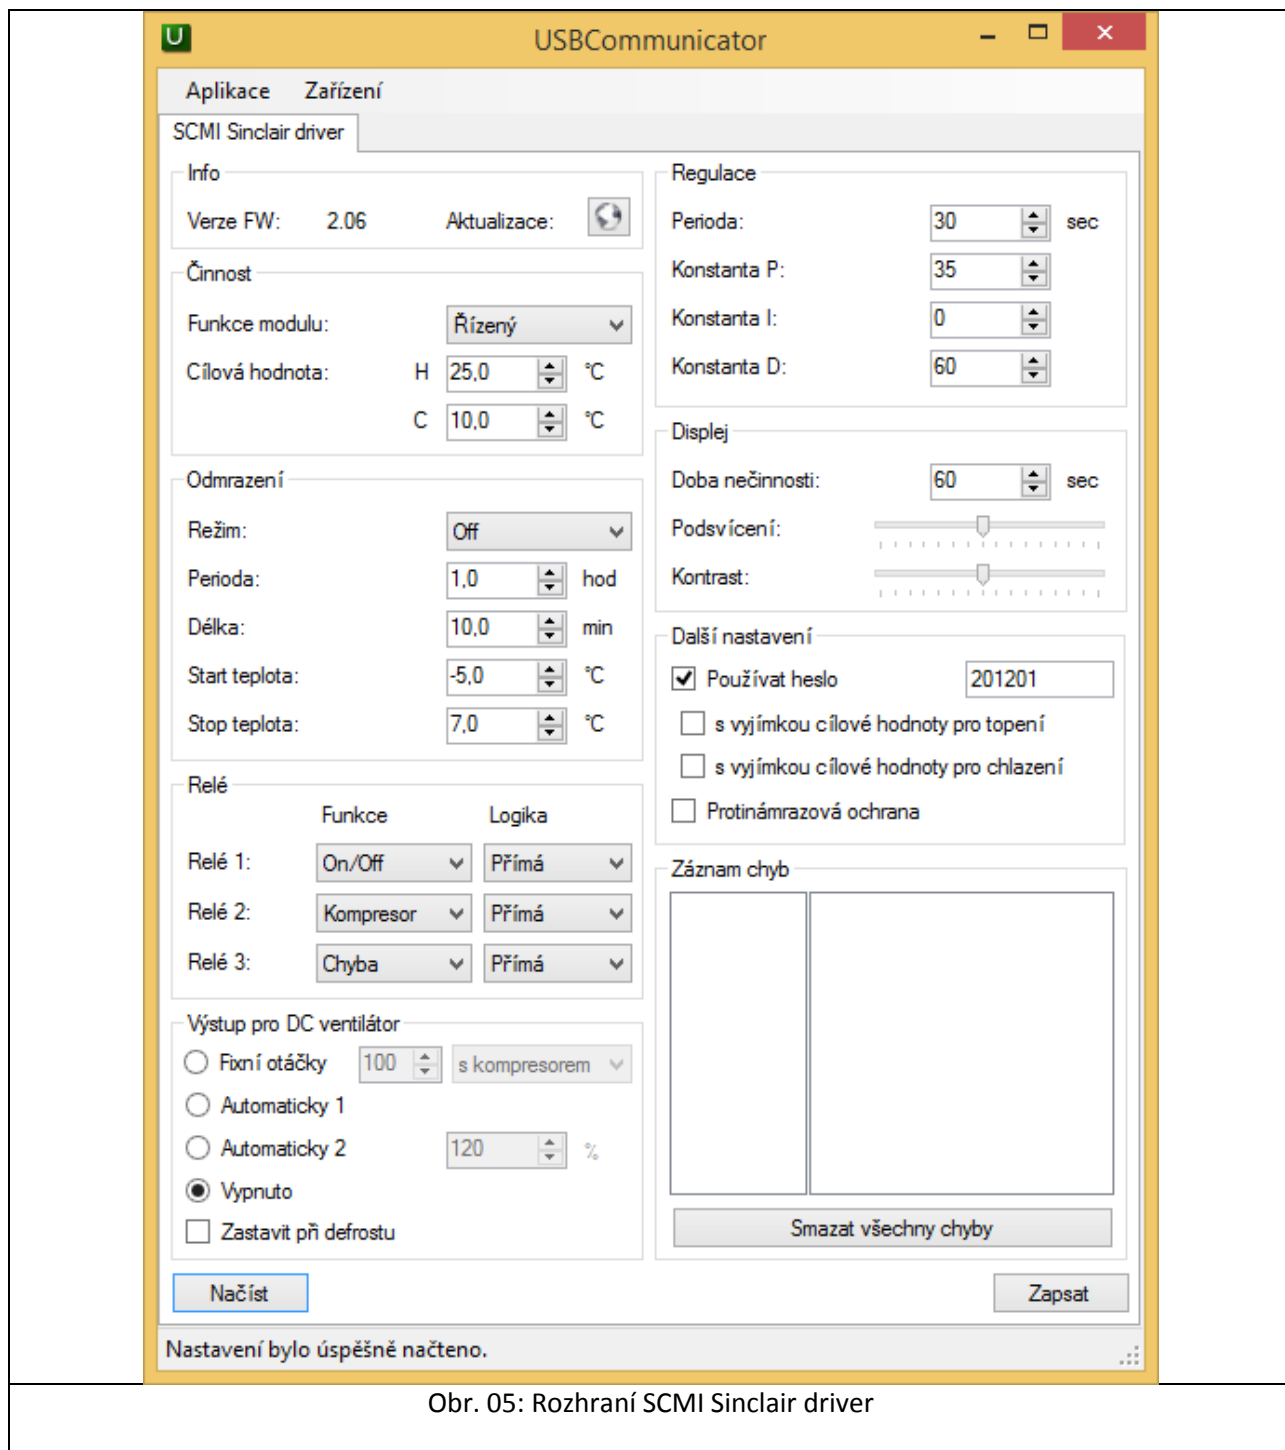 U
USBCommunicator
Aplikace Zařízení
SCMI Sinclair driver
Info
Verze FW: 2.06 Aktualizace:
Činnost
Funkce modulu: Řízený
Cílová hodnota: H 25,0 °C
C 10,0 °C
Odmrazení
Režim: Off
Perioda: 1,0 hod
Délka: 10,0 min
Start teplota: -5,0 °C
Stop teplota: 7,0 °C
Relé
Funkce Logika
Relé 1: On/Off Přímá
Relé 2: Kompresor Přímá
Relé 3: Chyba Přímá
Výstup pro DC ventilátor
Fixní otáčky 100 s kompresorem
Automaticky 1
Automaticky 2 120 %
Vypnuto
Zastavit při defrostu
Načíst
Regulace
Perioda: 30 sec
Konstanta P: 35
Konstanta I: 0
Konstanta D: 60
Displej
Doba nečinnosti: 60 sec
Podsvícení:
Kontrast:
Další nastavení
Používat heslo 201201
s vyjímkou cílové hodnoty pro topení
s vyjímkou cílové hodnoty pro chlazení
Protinámrazová ochrana
Záznam chyb
Smazat všechny chyby
Zapsat
Nastavení bylo úspěšně načteno.
Obr. 05: Rozhraní SCMI Sinclair driver